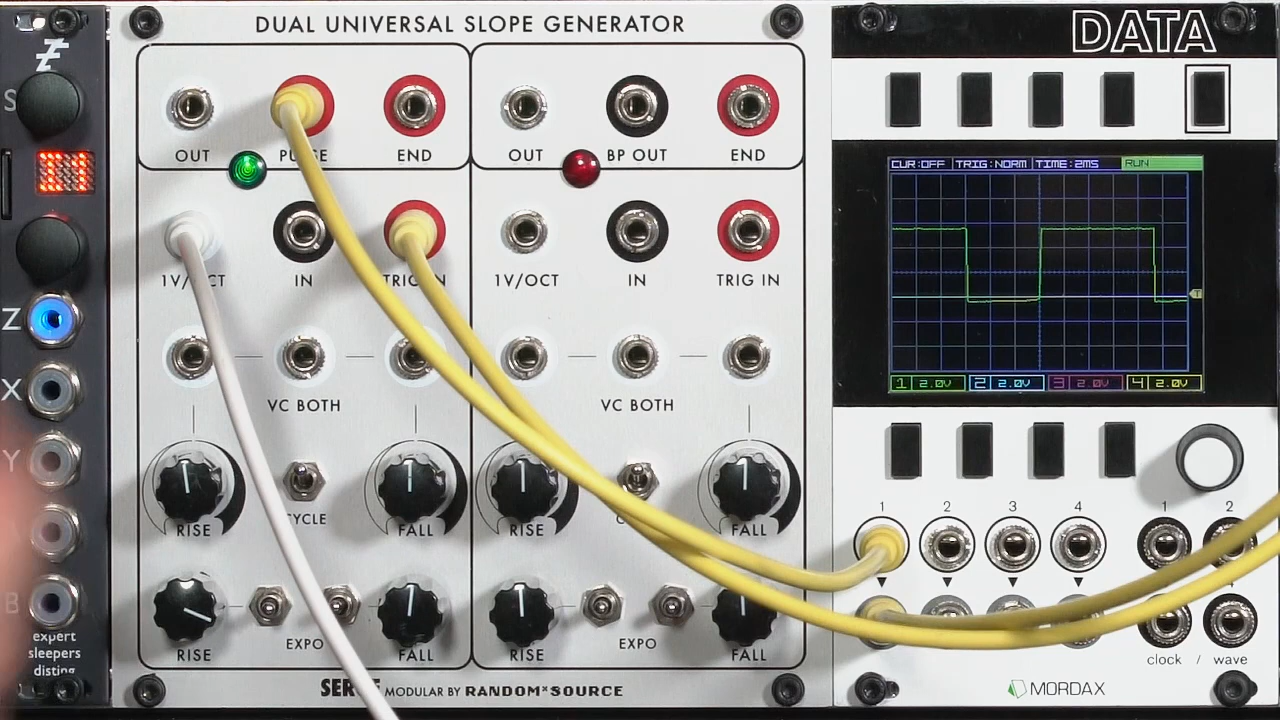 DUAL UNIVERSAL SLOPE GENERATOR
DATA
S
OUT
END
OUT
BP OUT
END
CUR:OFF TRIG:NORM TIME:2MS RUN
IN
1V/OCT
IN
TRIG IN
Z
X
Y
B
VC BOTH
VC BOTH
1 2.0V 2 2.0V 3 2.0V 4 2.0V
RISE
FALL
RISE
FALL
1 2 3 4 1 2
RISE
EXPO
FALL
RISE
EXPO
FALL
expert
sleepers
disting
clock / wave
MODULAR BY RANDOM*SOURCE
MORDAX